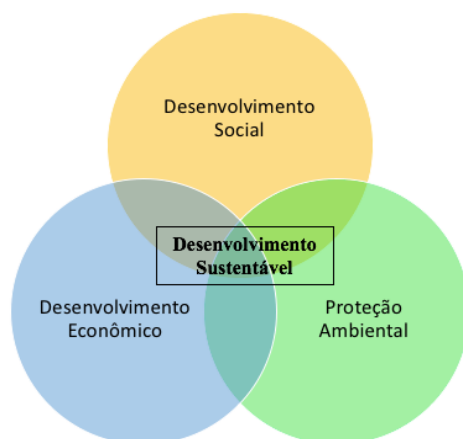 Desenvolvimento
Social
Desenvolvimento
Sustentável
Desenvolvimento
Econômico
Proteção
Ambiental